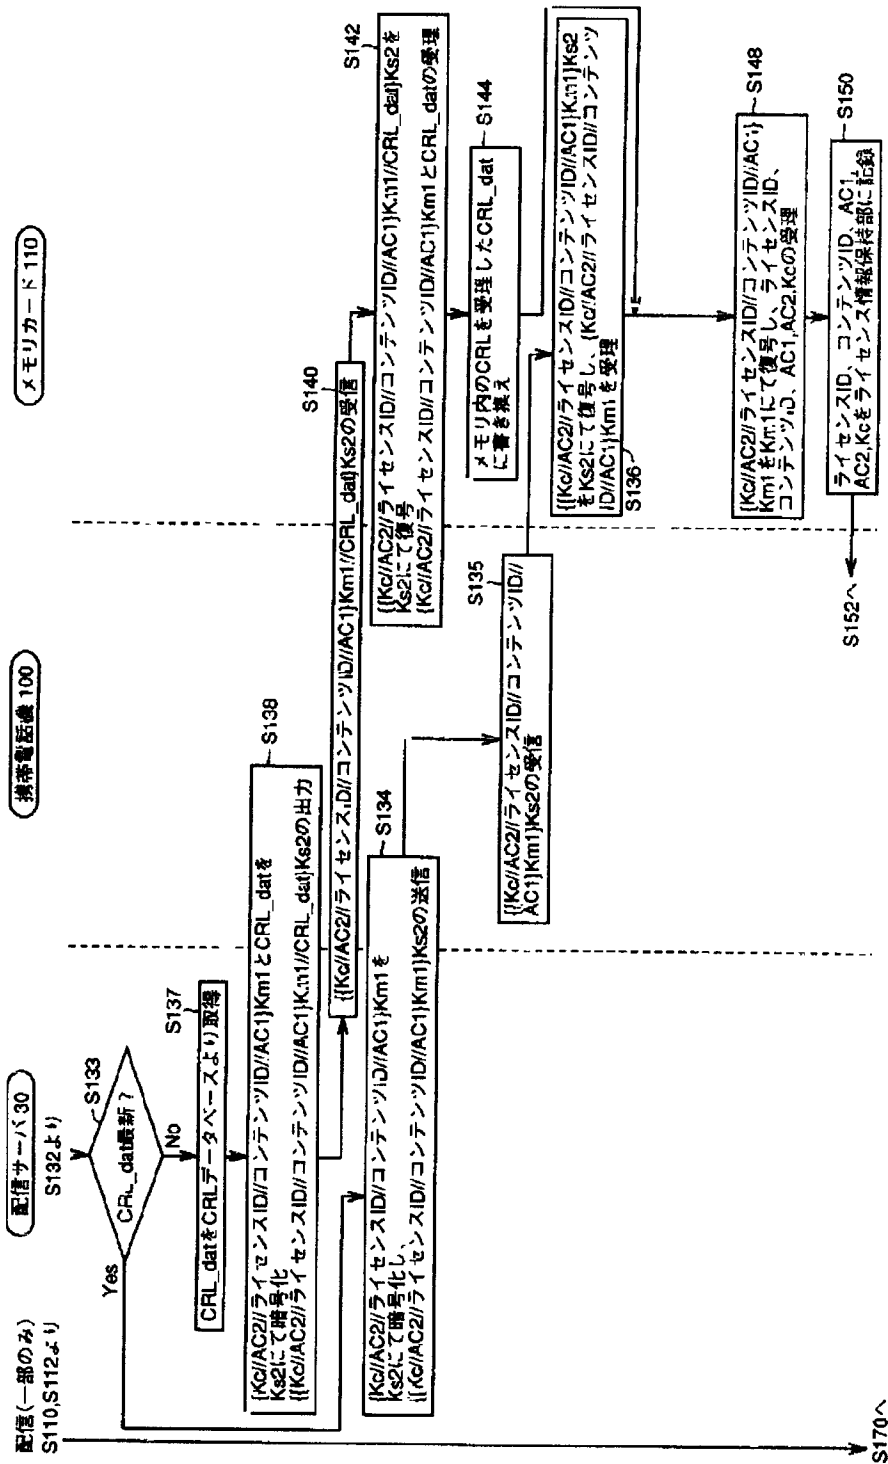 配信(一部のみ)
S110,S112より
配信サーバ 30
携帯電話機 100
メモリカード 110
S132より
S133
CRL_dat最新?
Yes
No
S137
CRL_datをCRLデータベースより取得
S138
{Kc//AC2//ライセンスID//コンテンツID//AC1}Km1とCRL_datを
Ks2にて暗号化
{{Kc//AC2//ライセンスID//コンテンツID//AC1}Km1//CRL_dat}Ks2の出力
S140
{{Kc//AC2//ライセンスID//コンテンツID//AC1}Km1//CRL_dat}Ks2の受信
S142
{{Kc//AC2//ライセンスID//コンテンツID//AC1}Km1//CRL_dat}Ks2を
Ks2にて復号
{Kc//AC2//ライセンスID//コンテンツID//AC1}Km1とCRL_datの受理
S144
メモリ内のCRLを受理したCRL_dat
に書き換え
S134
{Kc//AC2//ライセンスID//コンテンツID//AC1}Km1を
Ks2にて暗号化し、
{{Kc//AC2//ライセンスID//コンテンツID//AC1}Km1}Ks2の送信
S135
{{Kc//AC2//ライセンスID//コンテンツID//
AC1}Km1}Ks2の受信
{{Kc//AC2//ライセンスID//コンテンツID//AC1}Km1}Ks2
をKs2にて復号し、{Kc//AC2//ライセンスID//コンテンツ
ID//AC1}Km1を受理
S136
S148
{Kc//AC2//ライセンスID//コンテンツID//AC1}
Km1をKm1にて復号し、ライセンスID、
コンテンツID、AC1,AC2,Kcの受理
S150
ライセンスID、コンテンツID、AC1,
AC2,Kcをライセンス情報保持部に記録
S152へ
S170へ